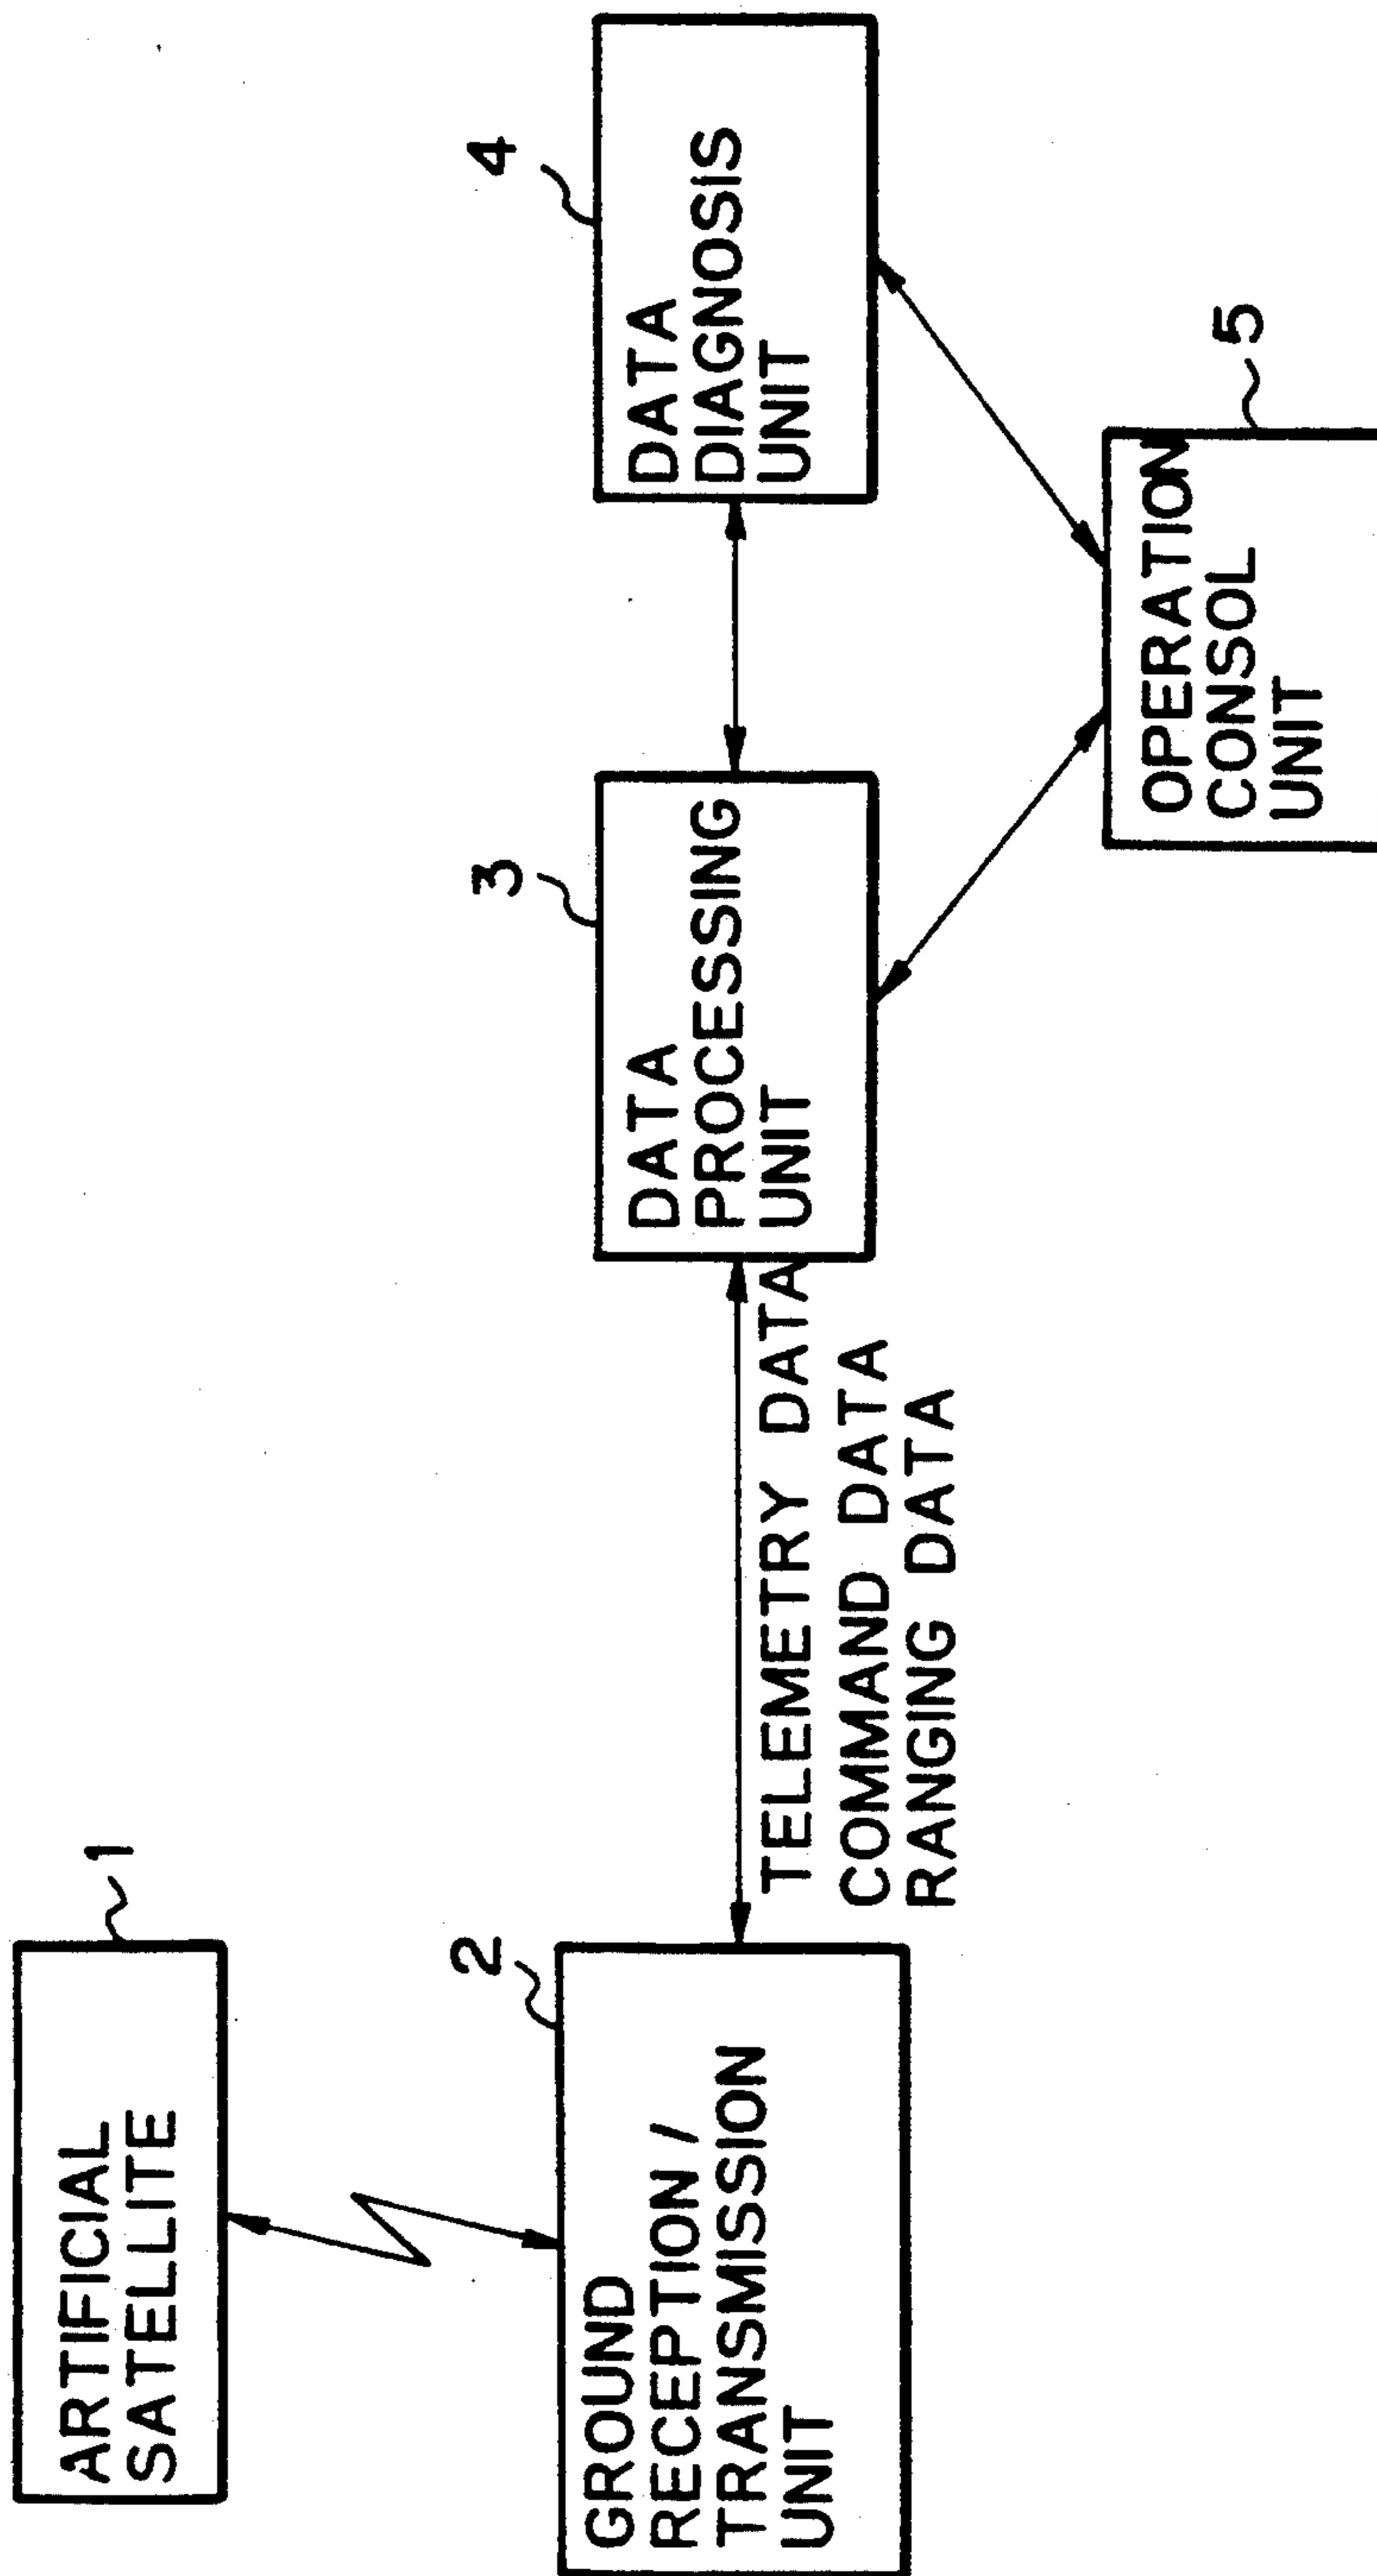 1
ARTIFICIAL
SATELLITE
2
GROUND
RECEPTION /
TRANSMISSION
UNIT
TELEMETRY DATA
COMMAND DATA
RANGING DATA
3
DATA
PROCESSING
UNIT
4
DATA
DIAGNOSIS
UNIT
5
OPERATION
CONSOL
UNIT